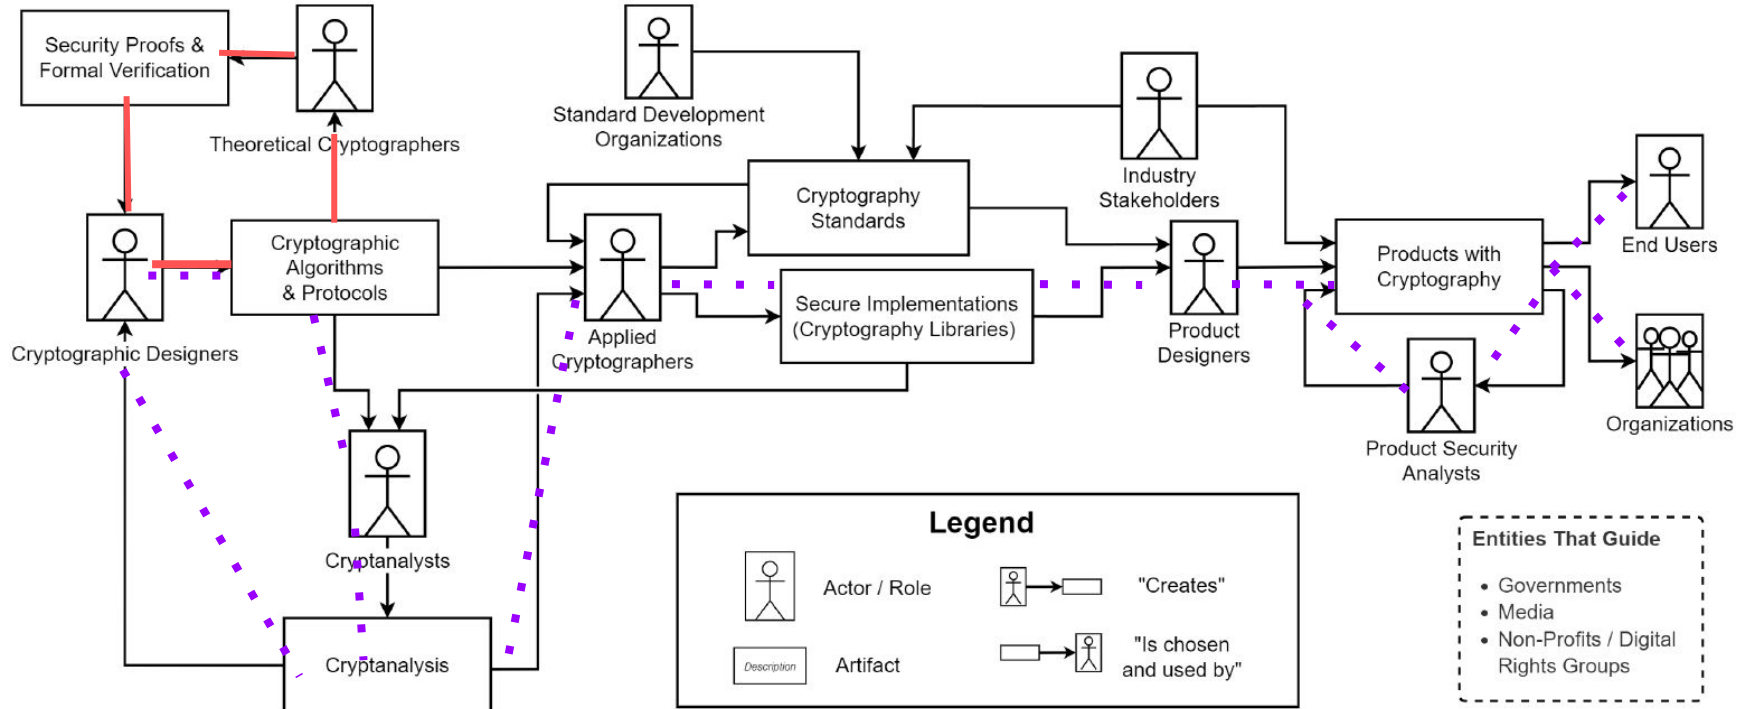 Security Proofs &
Formal Verification
Theoretical Cryptographers
Standard Development
Organizations
Industry
Stakeholders
Cryptography
Standards
End Users
Cryptographic
Algorithms
& Protocols
Products with
Cryptography
Secure Implementations
(Cryptography Libraries)
Cryptographic Designers
Applied
Cryptographers
Product
Designers
Organizations
Product Security
Analysts
Cryptanalysts
Cryptanalysis
Legend
Actor / Role
"Creates"
Description
Artifact
"Is chosen
and used by"
Entities That Guide
• Governments
• Media
• Non-Profits / Digital
Rights Groups